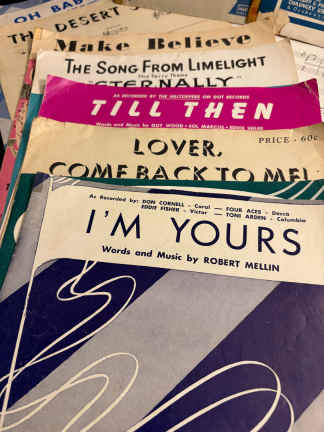 OH BAB
THE DESERT S
Make Believe
THE SONG FROM LIMELIGHT
The Terry Theme
ETERNALLY"
AS RECORDED BY THE HILLTOPPERS ON DOT RECORDS
TILL THEN
Words and Music by GUY WOOD • SOL MARCUS • EDDIE SEILER
PRICE - 60c
LOVER,
COME BACK TO ME!
As Recorded by: DON CORNELL - Coral - FOUR ACES - Decca
EDDIE FISHER - Victor - TONI ARDEN - Columbia
I'M YOURS
Words and Music by ROBERT MELLIN